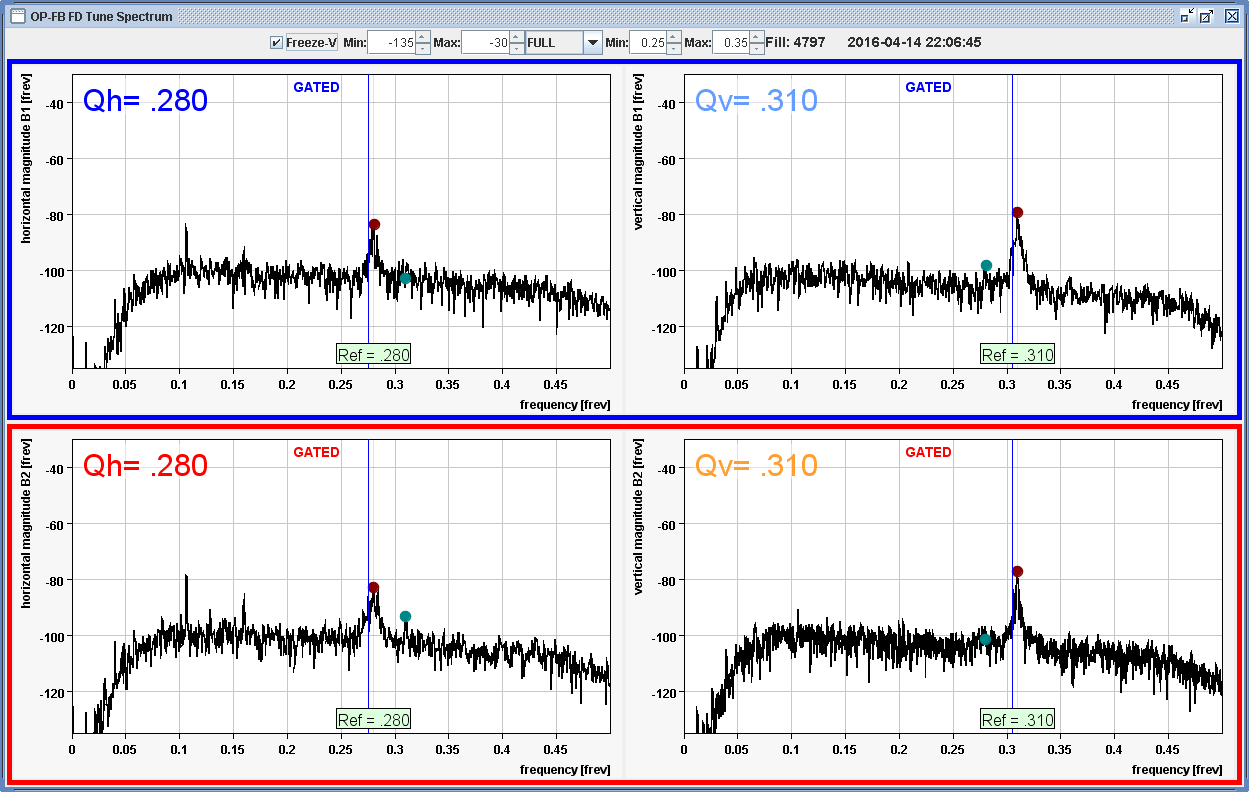 OP-FB FD Tune Spectrum
Freeze-V Min: -135 Max: -30 FULL Min: 0.25 Max: 0.35 Fill: 4797 2016-04-14 22:06:45
horizontal magnitude B1 [frev]
Qh= .280
GATED
-40
-60
-80
-100
-120
Ref = .280
0 0.05 0.1 0.15 0.2 0.25 0.3 0.35 0.4 0.45
frequency [frev]
vertical magnitude B1 [frev]
Qv= .310
GATED
-40
-60
-80
-100
-120
Ref = .310
0 0.05 0.1 0.15 0.2 0.25 0.3 0.35 0.4 0.45
frequency [frev]
horizontal magnitude B2 [frev]
Qh= .280
GATED
-40
-60
-80
-100
-120
Ref = .280
0 0.05 0.1 0.15 0.2 0.25 0.3 0.35 0.4 0.45
frequency [frev]
vertical magnitude B2 [frev]
Qv= .310
GATED
-40
-60
-80
-100
-120
Ref = .310
0 0.05 0.1 0.15 0.2 0.25 0.3 0.35 0.4 0.45
frequency [frev]